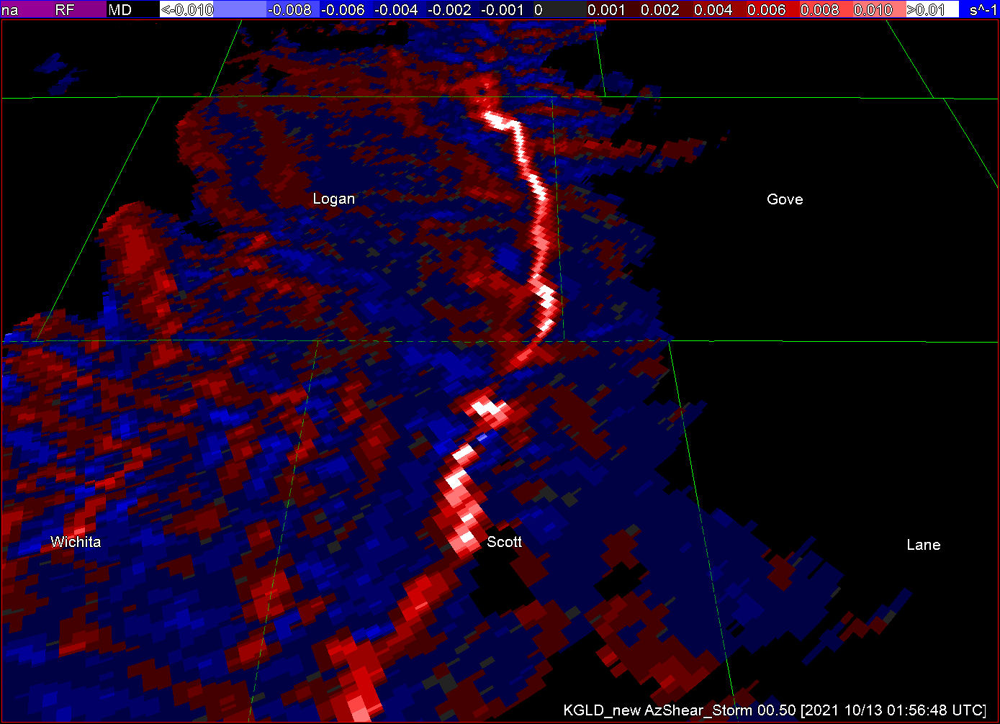 na RF MD <-0.010 -0.008 -0.006 -0.004 -0.002 -0.001 0 0.001 0.002 0.004 0.006 0.008 0.010 >0.01 s^-1
Logan Gove
Wichita Scott Lane
KGLD_new AzShear_Storm 00.50 [2021 10/13 01:56:48 UTC]